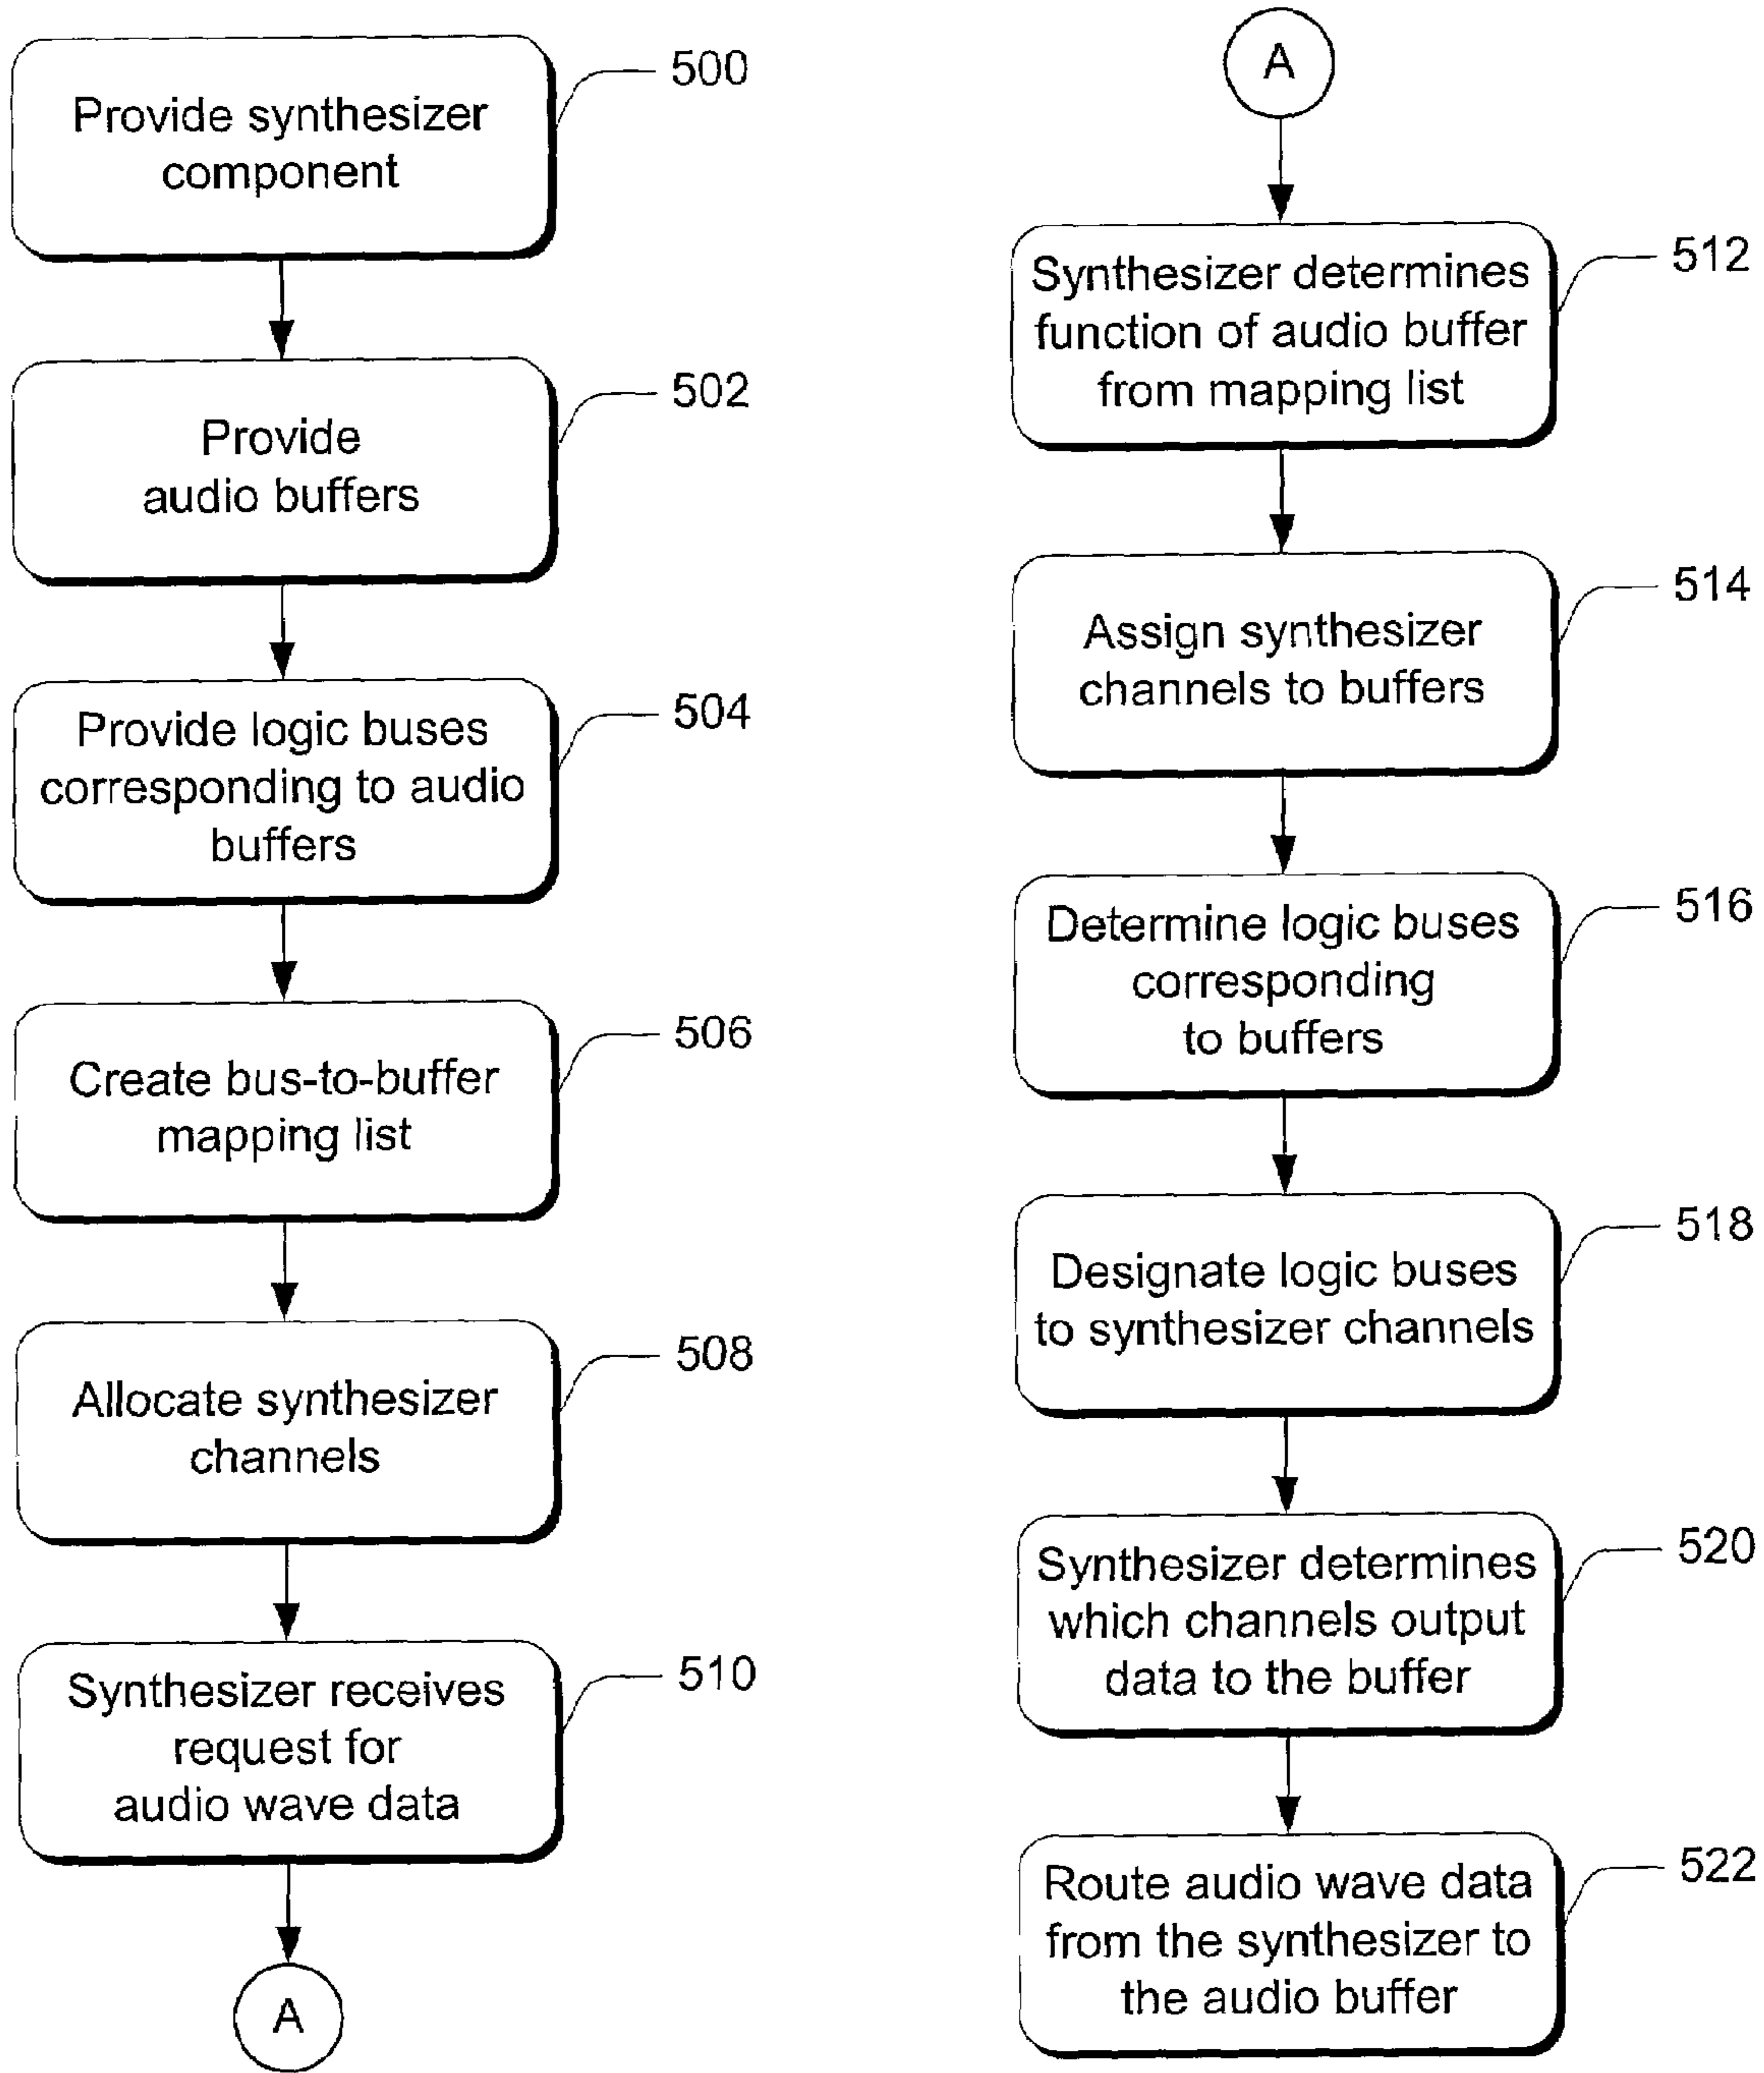 Provide synthesizer
component
500
Provide
audio buffers
502
Provide logic buses
corresponding to audio
buffers
504
Create bus-to-buffer
mapping list
506
Allocate synthesizer
channels
508
Synthesizer receives
request for
audio wave data
510
A
A
Synthesizer determines
function of audio buffer
from mapping list
512
Assign synthesizer
channels to buffers
514
Determine logic buses
corresponding
to buffers
516
Designate logic buses
to synthesizer channels
518
Synthesizer determines
which channels output
data to the buffer
520
Route audio wave data
from the synthesizer to
the audio buffer
522